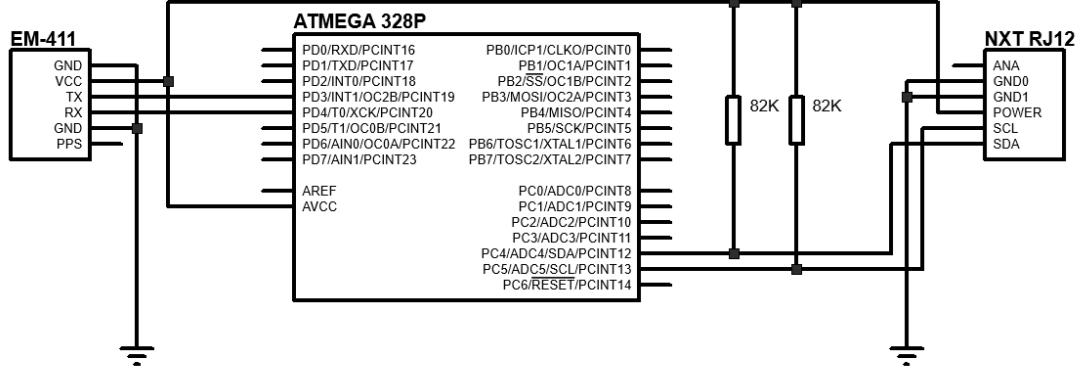 ATMEGA 328P
EM-411
GND
VCC
TX
RX
GND
PPS
PD0/RXD/PCINT16
PD1/TXD/PCINT17
PD2/INT0/PCINT18
PD3/INT1/OC2B/PCINT19
PD4/T0/XCK/PCINT20
PD5/T1/OC0B/PCINT21
PD6/AIN0/OC0A/PCINT22
PD7/AIN1/PCINT23
AREF
AVCC
PB0/ICP1/CLKO/PCINT0
PB1/OC1A/PCINT1
PB2/SS/OC1B/PCINT2
PB3/MOSI/OC2A/PCINT3
PB4/MISO/PCINT4
PB5/SCK/PCINT5
PB6/TOSC1/XTAL1/PCINT6
PB7/TOSC2/XTAL2/PCINT7
PC0/ADC0/PCINT8
PC1/ADC1/PCINT9
PC2/ADC2/PCINT10
PC3/ADC3/PCINT11
PC4/ADC4/SDA/PCINT12
PC5/ADC5/SCL/PCINT13
PC6/RESET/PCINT14
82K
82K
NXT RJ12
ANA
GND0
GND1
POWER
SCL
SDA